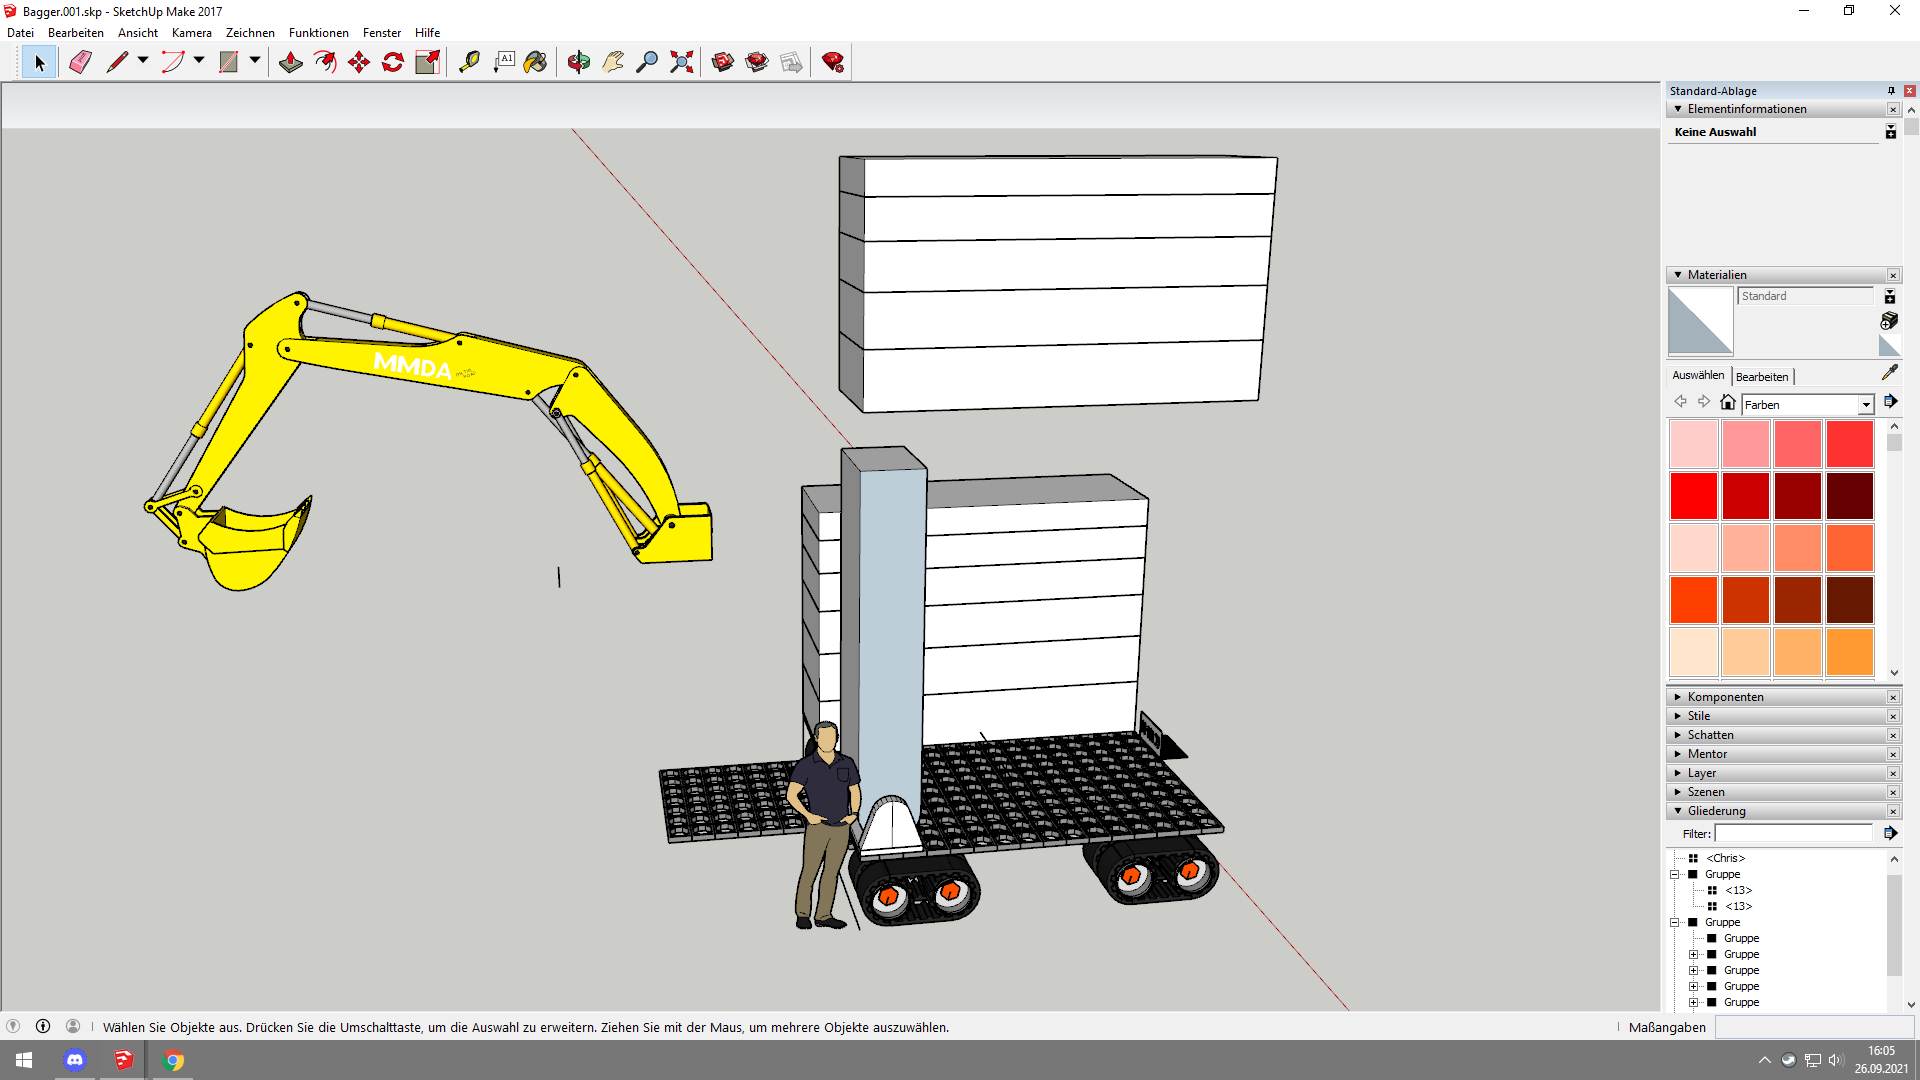 Bagger.001.skp - SketchUp Make 2017
Datei Bearbeiten Ansicht Kamera Zeichnen Funktionen Fenster Hilfe
A1
Standard-Ablage
Elementinformationen
Keine Auswahl
Materialien
Standard
Auswählen Bearbeiten
Farben
MMDA
Komponenten
Stile
Schatten
Mentor
Layer
Szenen
Gliederung
Filter:
<Chris>
Gruppe
<13>
<13>
Gruppe
Gruppe
Gruppe
Gruppe
Gruppe
Gruppe
Wählen Sie Objekte aus. Drücken Sie die Umschalttaste, um die Auswahl zu erweitern. Ziehen Sie mit der Maus, um mehrere Objekte auszuwählen.
Maßangaben
16:05
26.09.2021